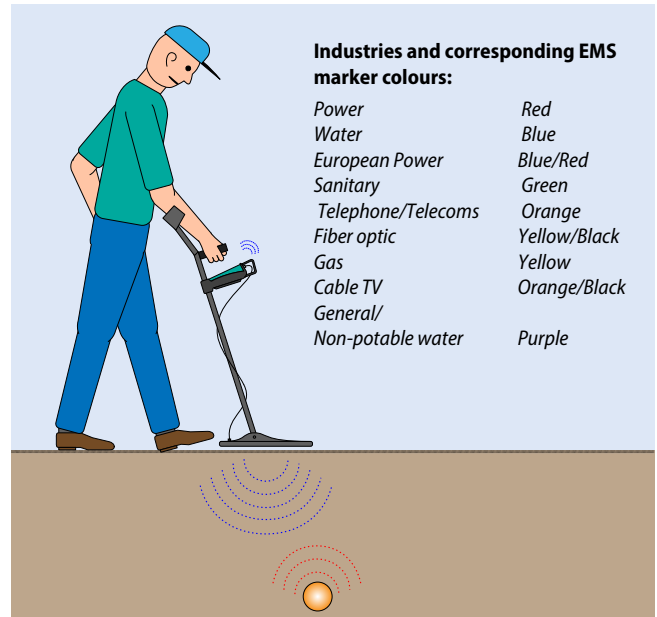 Industries and corresponding EMS
marker colours:
Power Red
Water Blue
European Power Blue/Red
Sanitary Green
Telephone/Telecoms Orange
Fiber optic Yellow/Black
Gas Yellow
Cable TV Orange/Black
General/
Non-potable water Purple